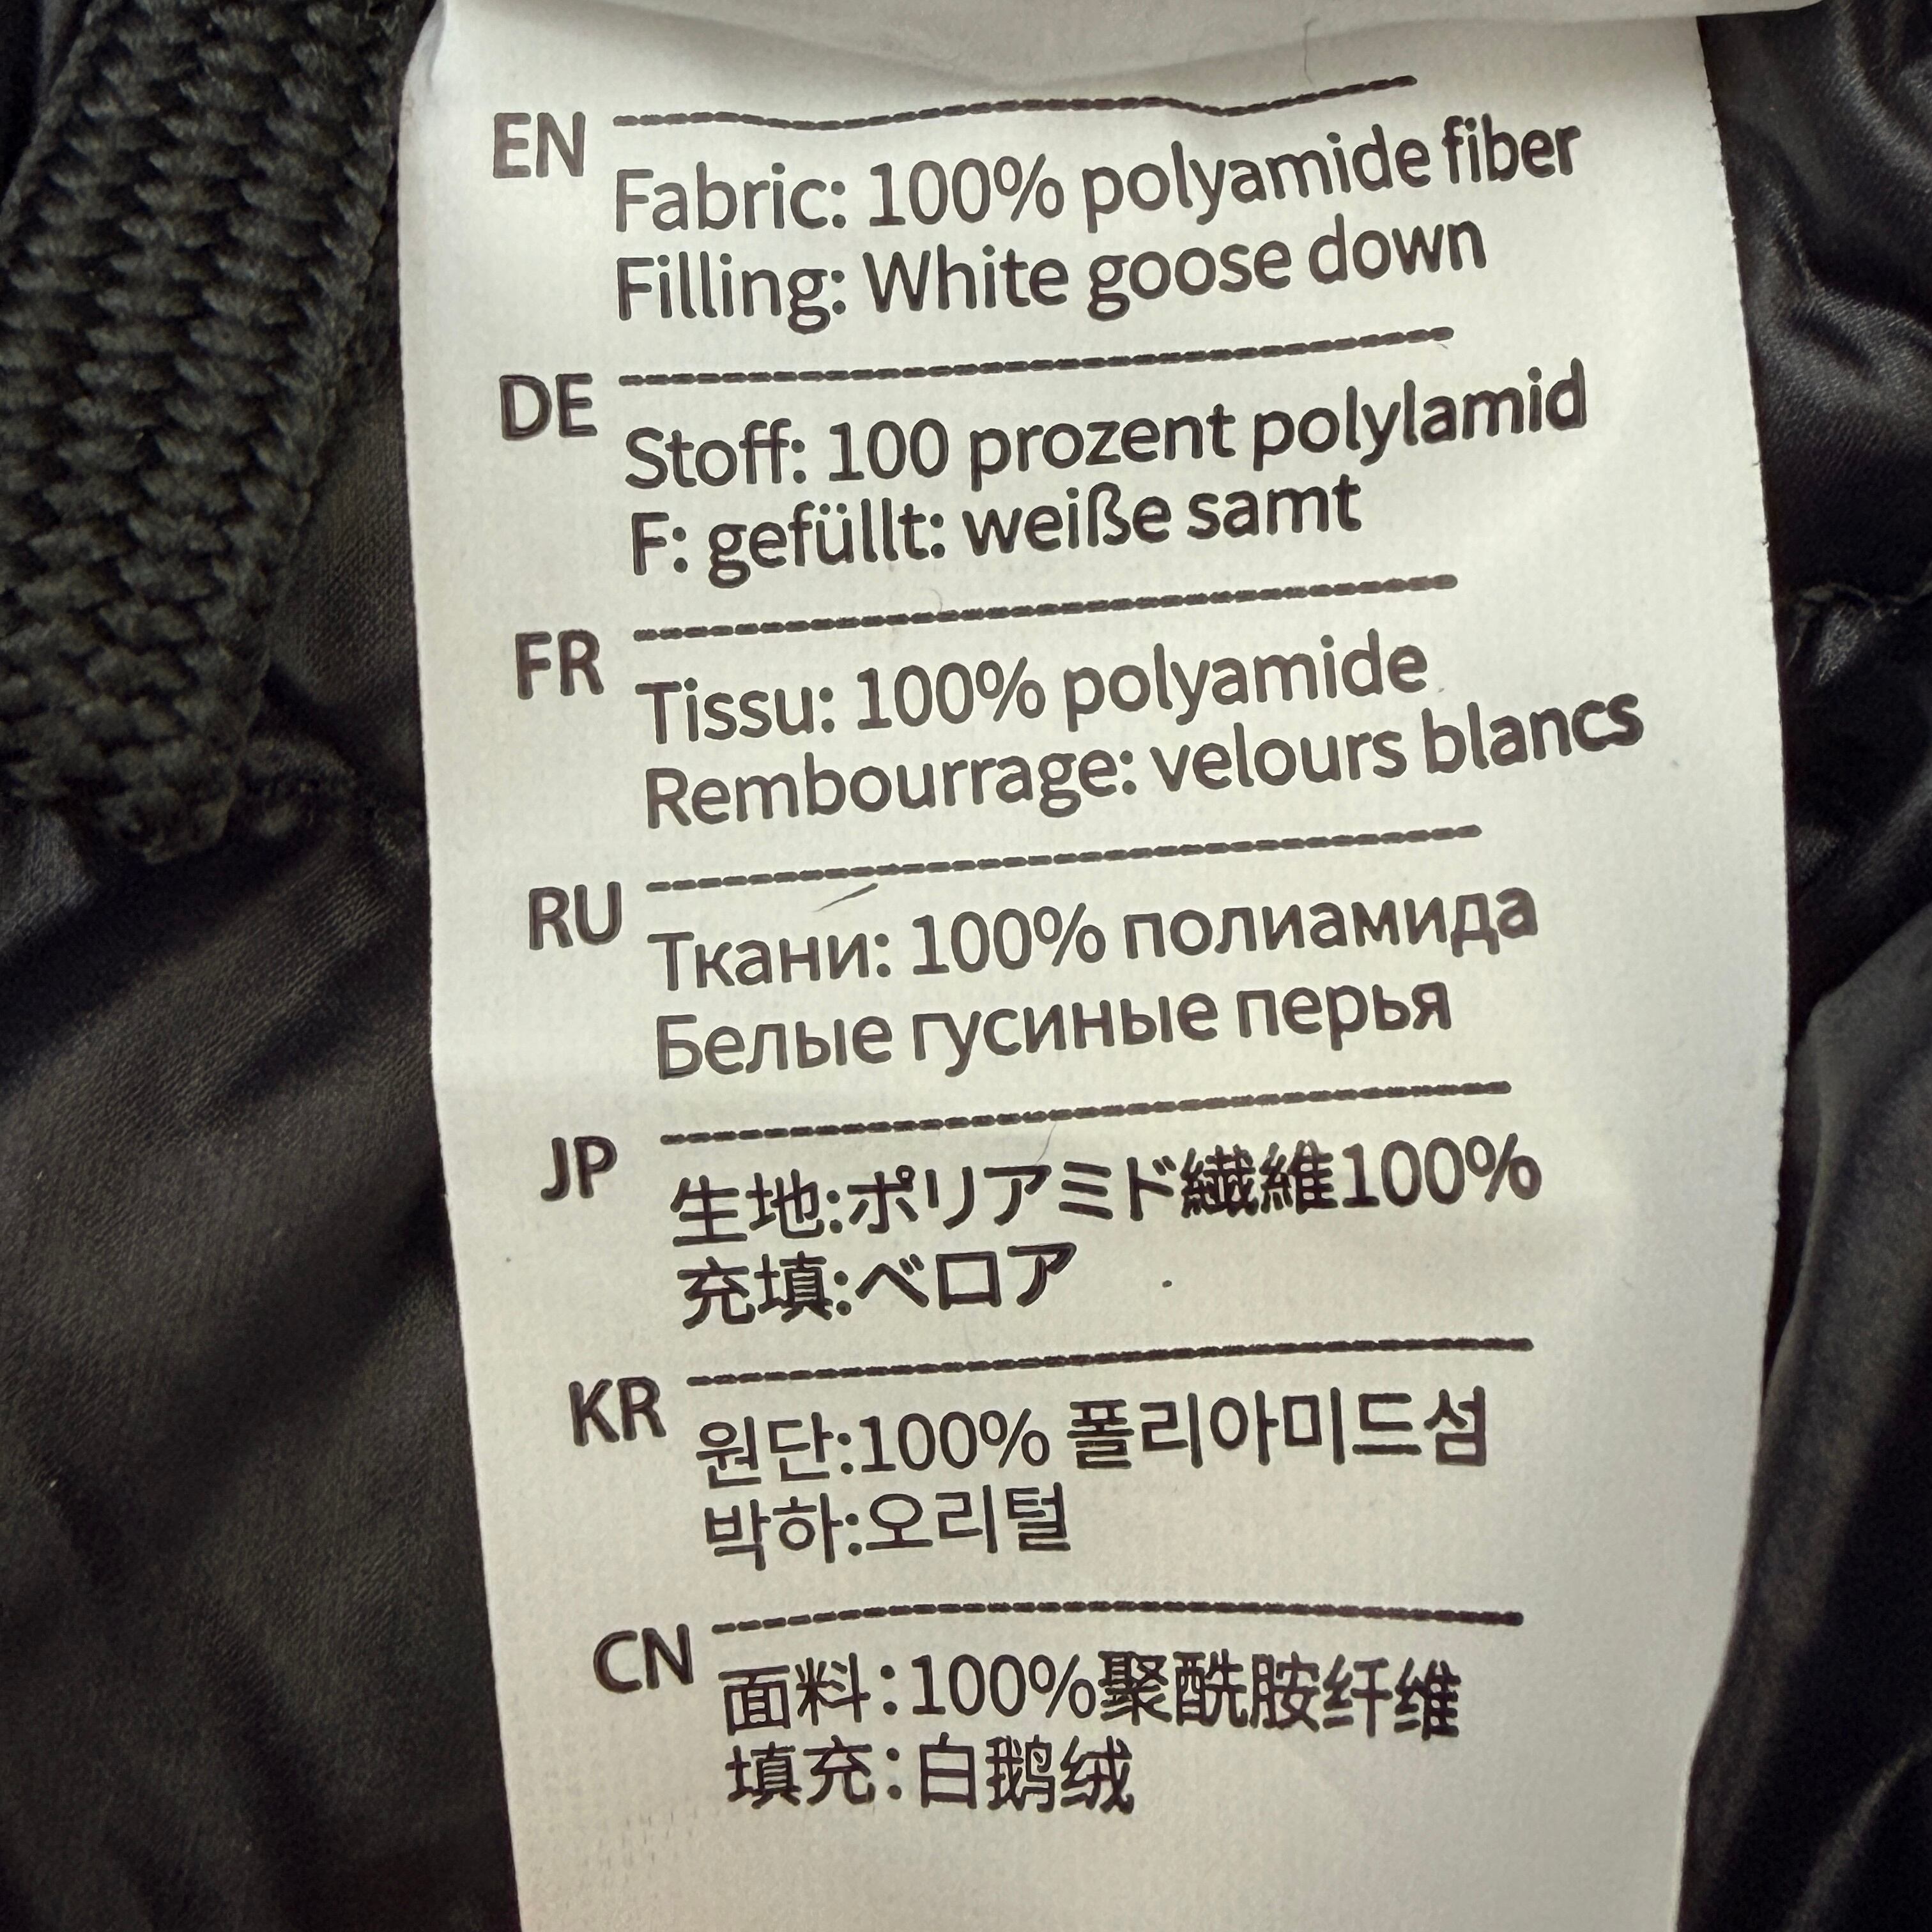 EN
Fabric: 100% polyamide fiber
Filling: White goose down
DE
Stoff: 100 prozent polylamid
F: gefüllt: weiße samt
FR
Tissu: 100% polyamide
Rembourrage: velours blancs
RU
Ткани: 100% полиамида
Белые гусиные перья
JP
生地:ポリアミド繊維100%
充填:ベロア
KR
원단:100% 폴리아미드섬
박하:오리털
CN
面料:100%聚酰胺纤维
填充:白鹅绒